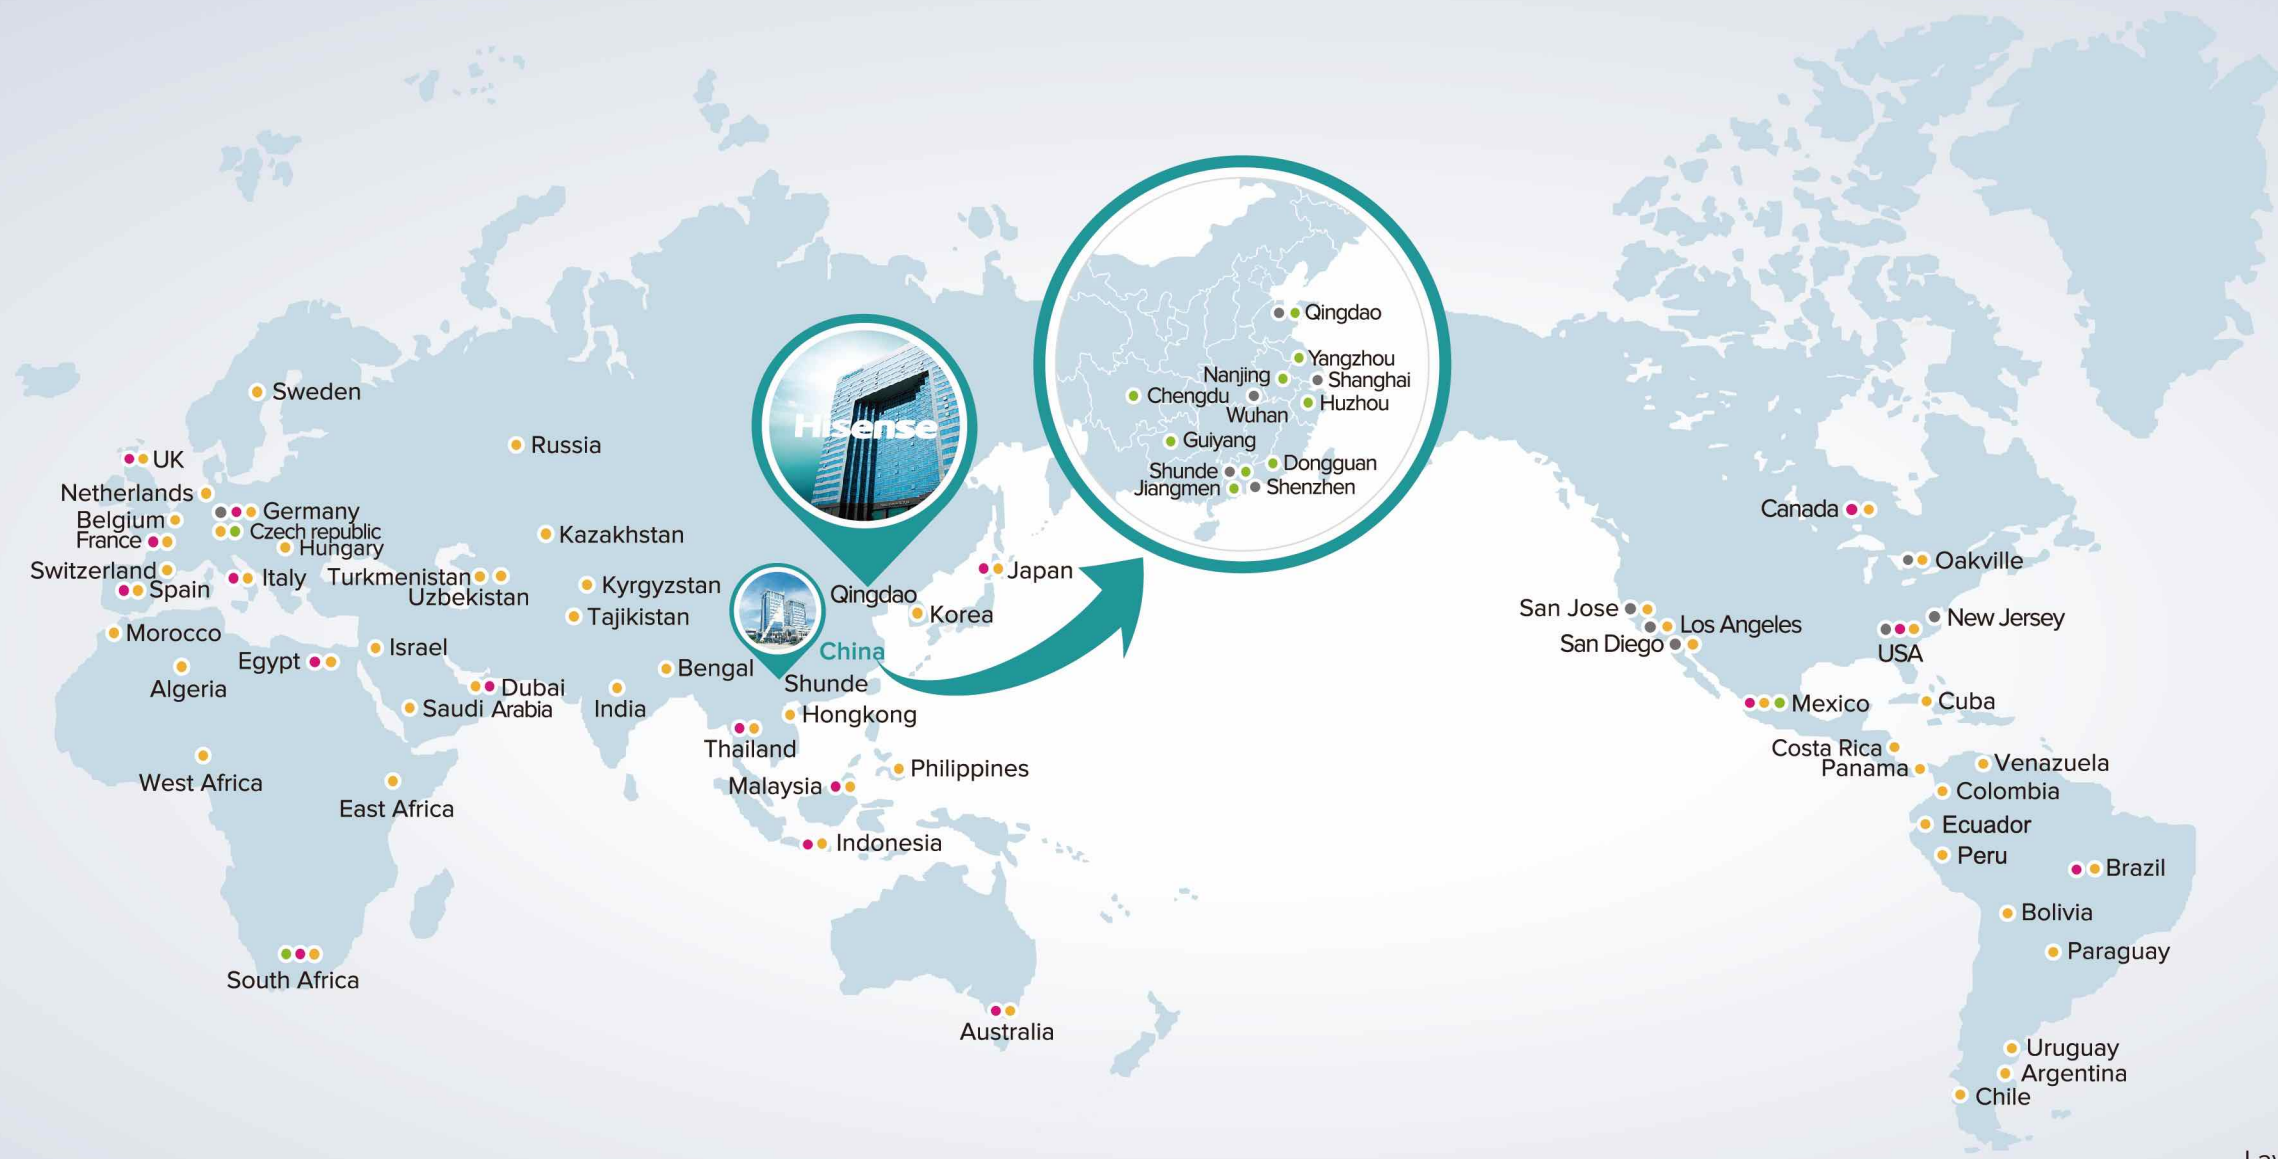 Sweden
Russia
UK
Netherlands
Germany
Belgium
Czech republic
France
Hungary
Kazakhstan
Switzerland
Italy
Turkmenistan
Uzbekistan
Kyrgyzstan
Spain
Tajikistan
Morocco
Israel
Egypt
Algeria
Dubai
Saudi Arabia
Bengal
India
West Africa
East Africa
South Africa
Hisense
Qingdao
China
Shunde
Hongkong
Korea
Japan
Thailand
Philippines
Malaysia
Indonesia
Australia
Qingdao
Yangzhou
Nanjing
Shanghai
Chengdu
Huzhou
Wuhan
Guiyang
Dongguan
Shunde
Jiangmen
Shenzhen
Canada
Oakville
San Jose
Los Angeles
New Jersey
San Diego
USA
Mexico
Cuba
Costa Rica
Panama
Venazuela
Colombia
Ecuador
Peru
Brazil
Bolivia
Paraguay
Uruguay
Argentina
Chile